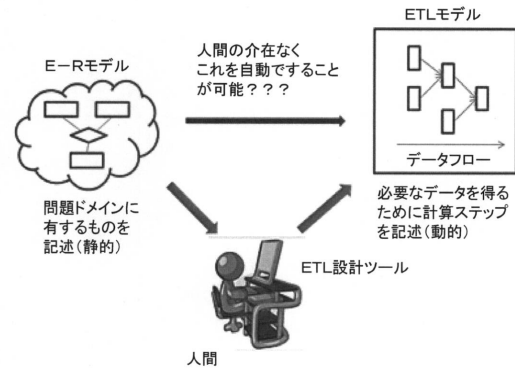 ETLモデル
E-Rモデル
人間の介在なく
これを自動ですること
が可能???
データフロー
問題ドメインに
有するものを
記述(静的)
必要なデータを得る
ために計算ステップ
を記述(動的)
ETL設計ツール
人間